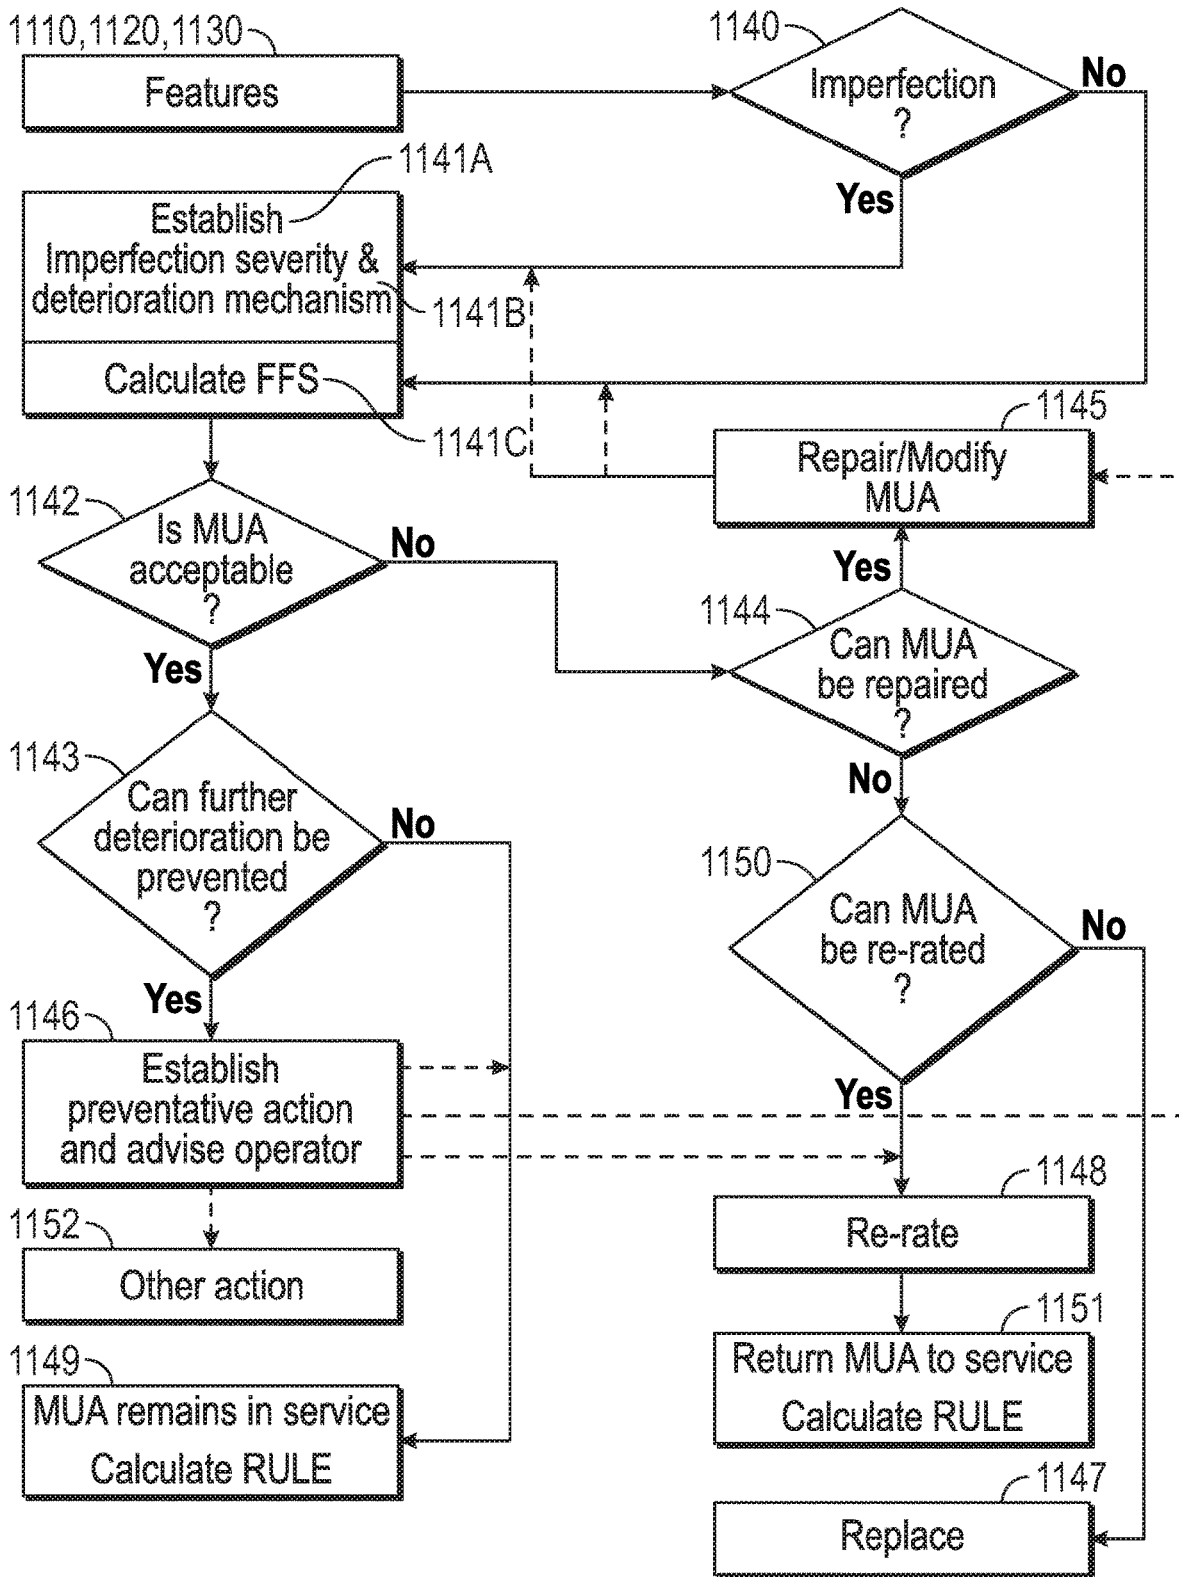 1110,1120,1130
Features
1140
Imperfection
?
No
Yes
1141A
Establish
Imperfection severity &
deterioration mechanism
1141B
Calculate FFS
1141C
1145
Repair/Modify
MUA
1142
Is MUA
acceptable
?
No
Yes
Yes
1144
Can MUA
be repaired
?
No
1143
Can further
deterioration be
prevented
?
No
Yes
1150
Can MUA
be re-rated
?
No
Yes
1146
Establish
preventative action
and advise operator
1148
Re-rate
1152
Other action
1151
Return MUA to service
Calculate RULE
1149
MUA remains in service
Calculate RULE
1147
Replace